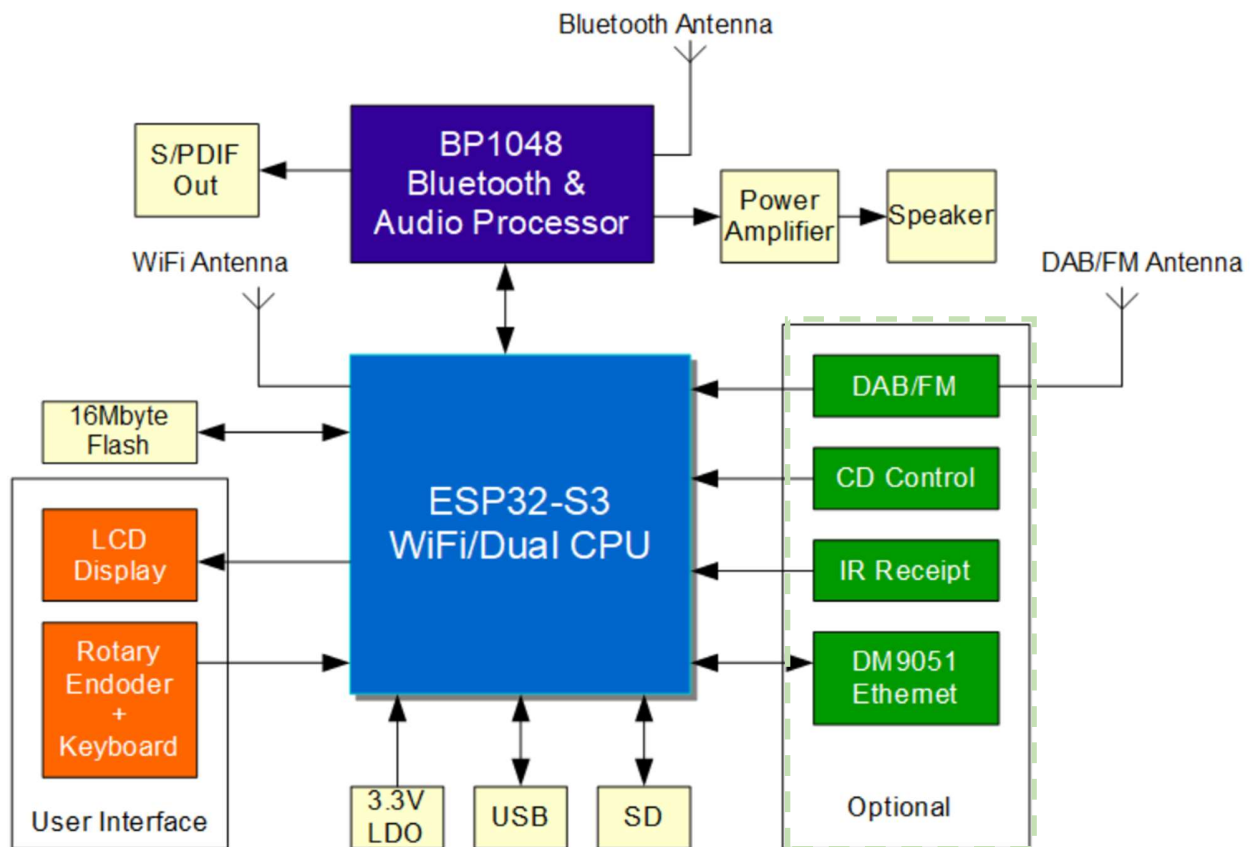 Bluetooth Antenna
BP1048
Bluetooth &
Audio Processor
S/PDIF
Out
Power
Amplifier
Speaker
WiFi Antenna
DAB/FM Antenna
16Mbyte
Flash
ESP32-S3
WiFi/Dual CPU
DAB/FM
CD Control
IR Receipt
DM9051
Ethernet
Optional
LCD
Display
Rotary
Endoder
+
Keyboard
User Interface
3.3V
LDO
USB
SD